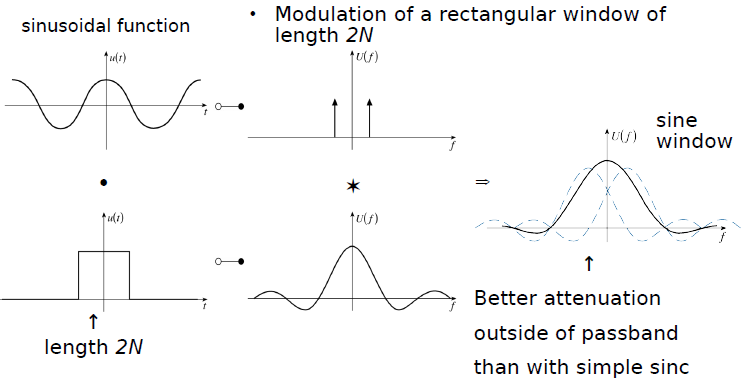 sinusoidal function
• Modulation of a rectangular window of
length 2N
u(t)
t
U(f)
f
•
✶
⇒
sine
window
U(f)
f
u(t)
t
U(f)
f
↑
length 2N
↑
Better attenuation
outside of passband
than with simple sinc